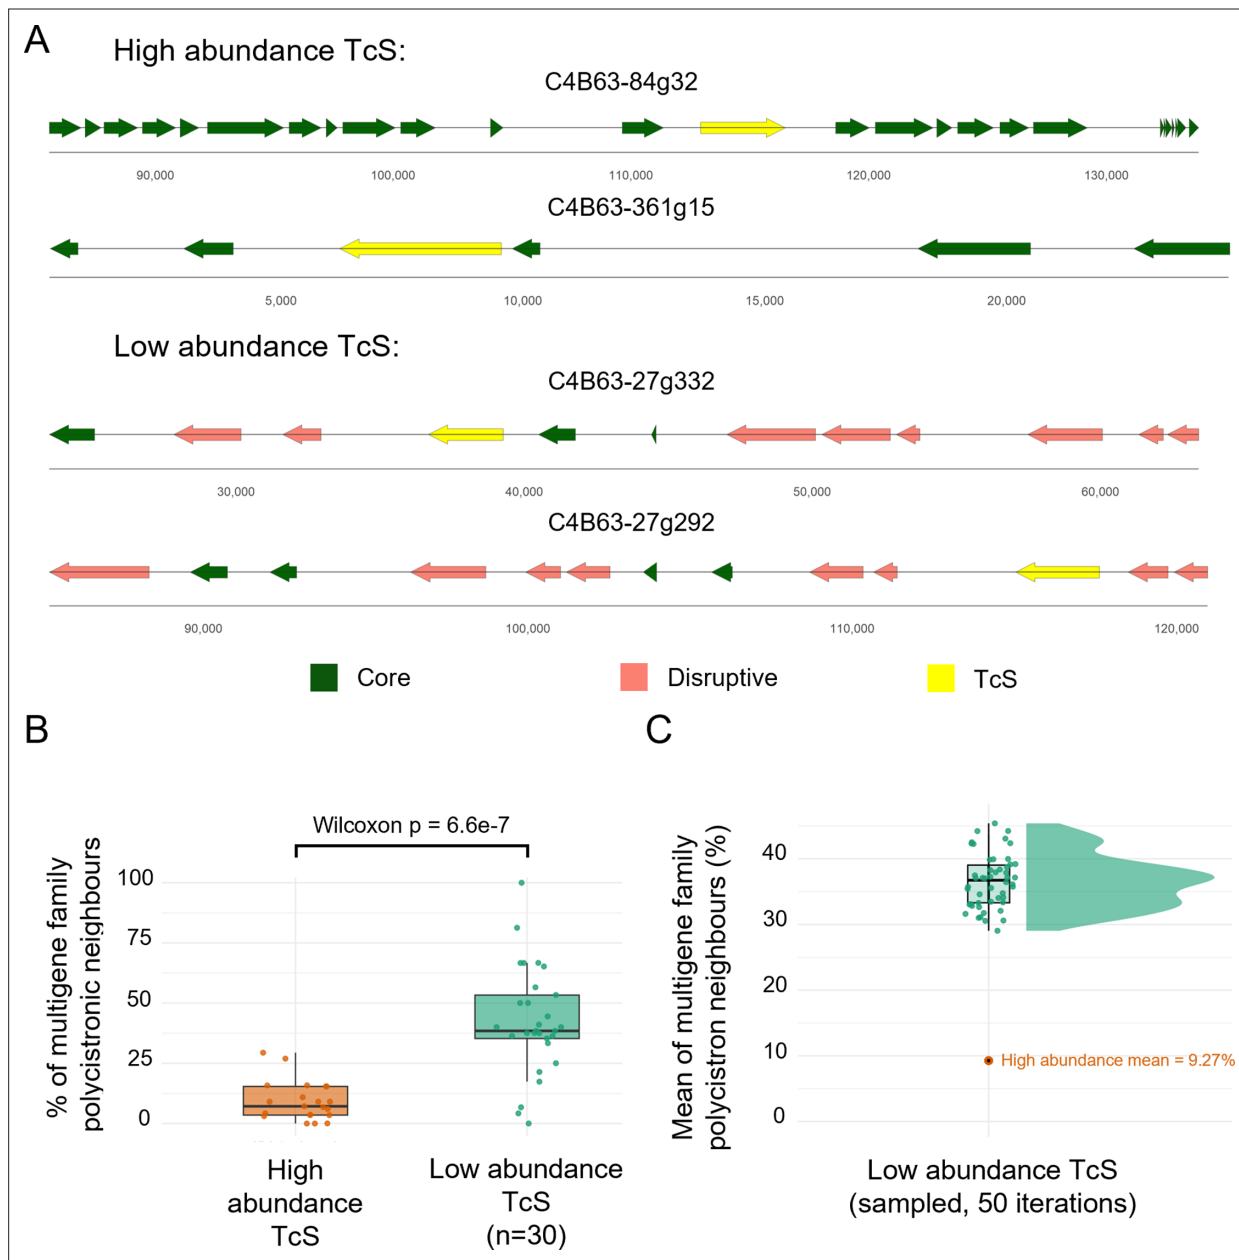 A
High abundance TcS:
C4B63-84g32
90,000 100,000 110,000 120,000 130,000
C4B63-361g15
5,000 10,000 15,000 20,000
Low abundance TcS:
C4B63-27g332
30,000 40,000 50,000 60,000
C4B63-27g292
90,000 100,000 110,000 120,000
Core Disruptive TcS
B
% of multigene family
polycistronic neighbours
Wilcoxon p = 6.6e-7
100
75
50
25
0
High
abundance
TcS
Low abundance
TcS
(n=30)
C
Mean of multigene family
polycistron neighbours (%)
40
30
20
10
0
High abundance mean = 9.27%
Low abundance TcS
(sampled, 50 iterations)